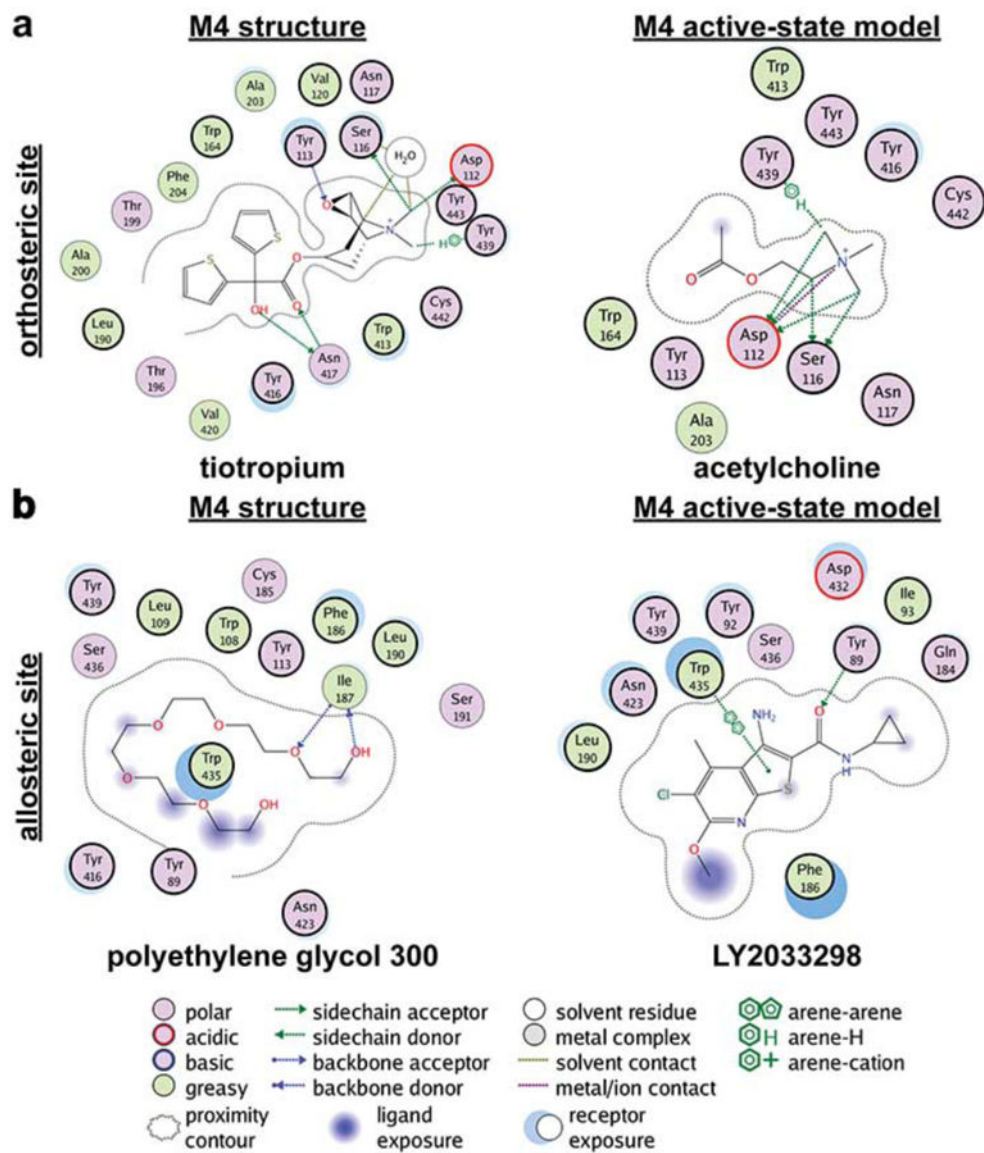 a
M4 structure
M4 active-state model
orthosteric site
Ala
203
Val
120
Asn
117
Trp
164
Tyr
113
Ser
116
H₂O
Asp
112
Phe
204
Tyr
443
Thr
199
Tyr
439
H
N+
O
S
S
O
Ala
200
OH
O
Cys
442
Leu
190
Trp
413
Asn
417
Thr
196
Tyr
416
Val
420
tiotropium
Trp
413
Tyr
443
Tyr
439
Tyr
416
H
Cys
442
N+
O
O
Trp
164
Asp
112
Tyr
113
Ser
116
Asn
117
Ala
203
acetylcholine
b
M4 structure
M4 active-state model
allosteric site
Tyr
439
Leu
109
Cys
185
Trp
108
Phe
186
Tyr
113
Leu
190
Ser
436
Ile
187
Ser
191
O
O
O
OH
O
Trp
435
O
OH
Tyr
416
Tyr
89
Asn
423
polyethylene glycol 300
Asp
432
Ile
93
Tyr
439
Tyr
92
Ser
436
Tyr
89
Gln
184
Trp
435
Asn
423
Leu
190
NH₂
O
N
H
S
Cl
N
O
Phe
186
LY2033298
polar
acidic
basic
greasy
proximity
contour
sidechain acceptor
sidechain donor
backbone acceptor
backbone donor
ligand
exposure
solvent residue
metal complex
solvent contact
metal/ion contact
receptor
exposure
arene-arene
H arene-H
+ arene-cation